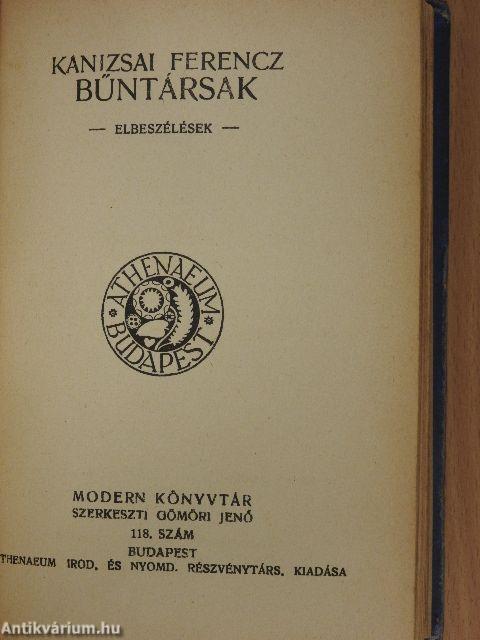 KANIZSAI FERENCZ
BŰNTÁRSAK
— ELBESZÉLÉSEK —
ATHENAEUM
BUDAPEST
MODERN KÖNYVTÁR
SZERKESZTI GÖMÖRI JENŐ
118. SZÁM
BUDAPEST
THENAEUM IROD. ÉS NYOMD. RÉSZVÉNYTÁRS. KIADÁSA
Antikvárium.hu